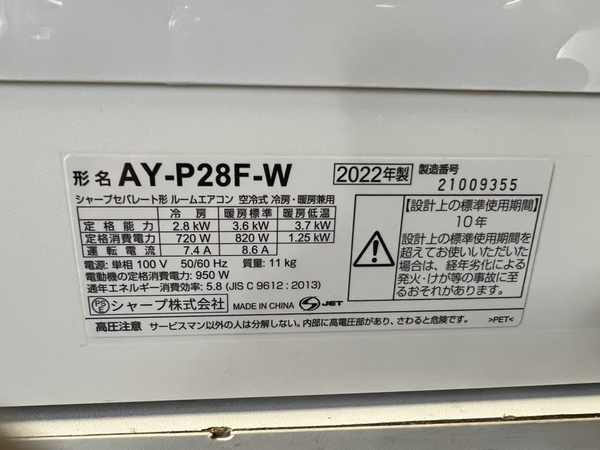 形名 AY-P28F-W 2022年製 製造番号 21009355
シャープセパレート形 ルームエアコン 空冷式 冷房・暖房兼用
冷房 暖房標準 暖房低温
定格能力 2.8 kW 3.6 kW 3.7 kW
定格消費電力 720 W 820 W 1.25 kW
運転電流 7.4 A 8.6 A
電源: 単相 100 V 50/60 Hz 質量: 11 kg
電動機の定格消費電力: 950 W
通年エネルギー消費効率: 5.8 (JIS C 9612 : 2013)
PSE シャープ株式会社 MADE IN CHINA S JET
【設計上の標準使用期間】
10年
設計上の標準使用期間を
超えてお使いいただいた
場合は、経年劣化による
発火・けが等の事故に至
るおそれがあります。
高圧注意 サービスマン以外の人は分解しない。内部に高電圧部があり、さわると危険です。 >PET<